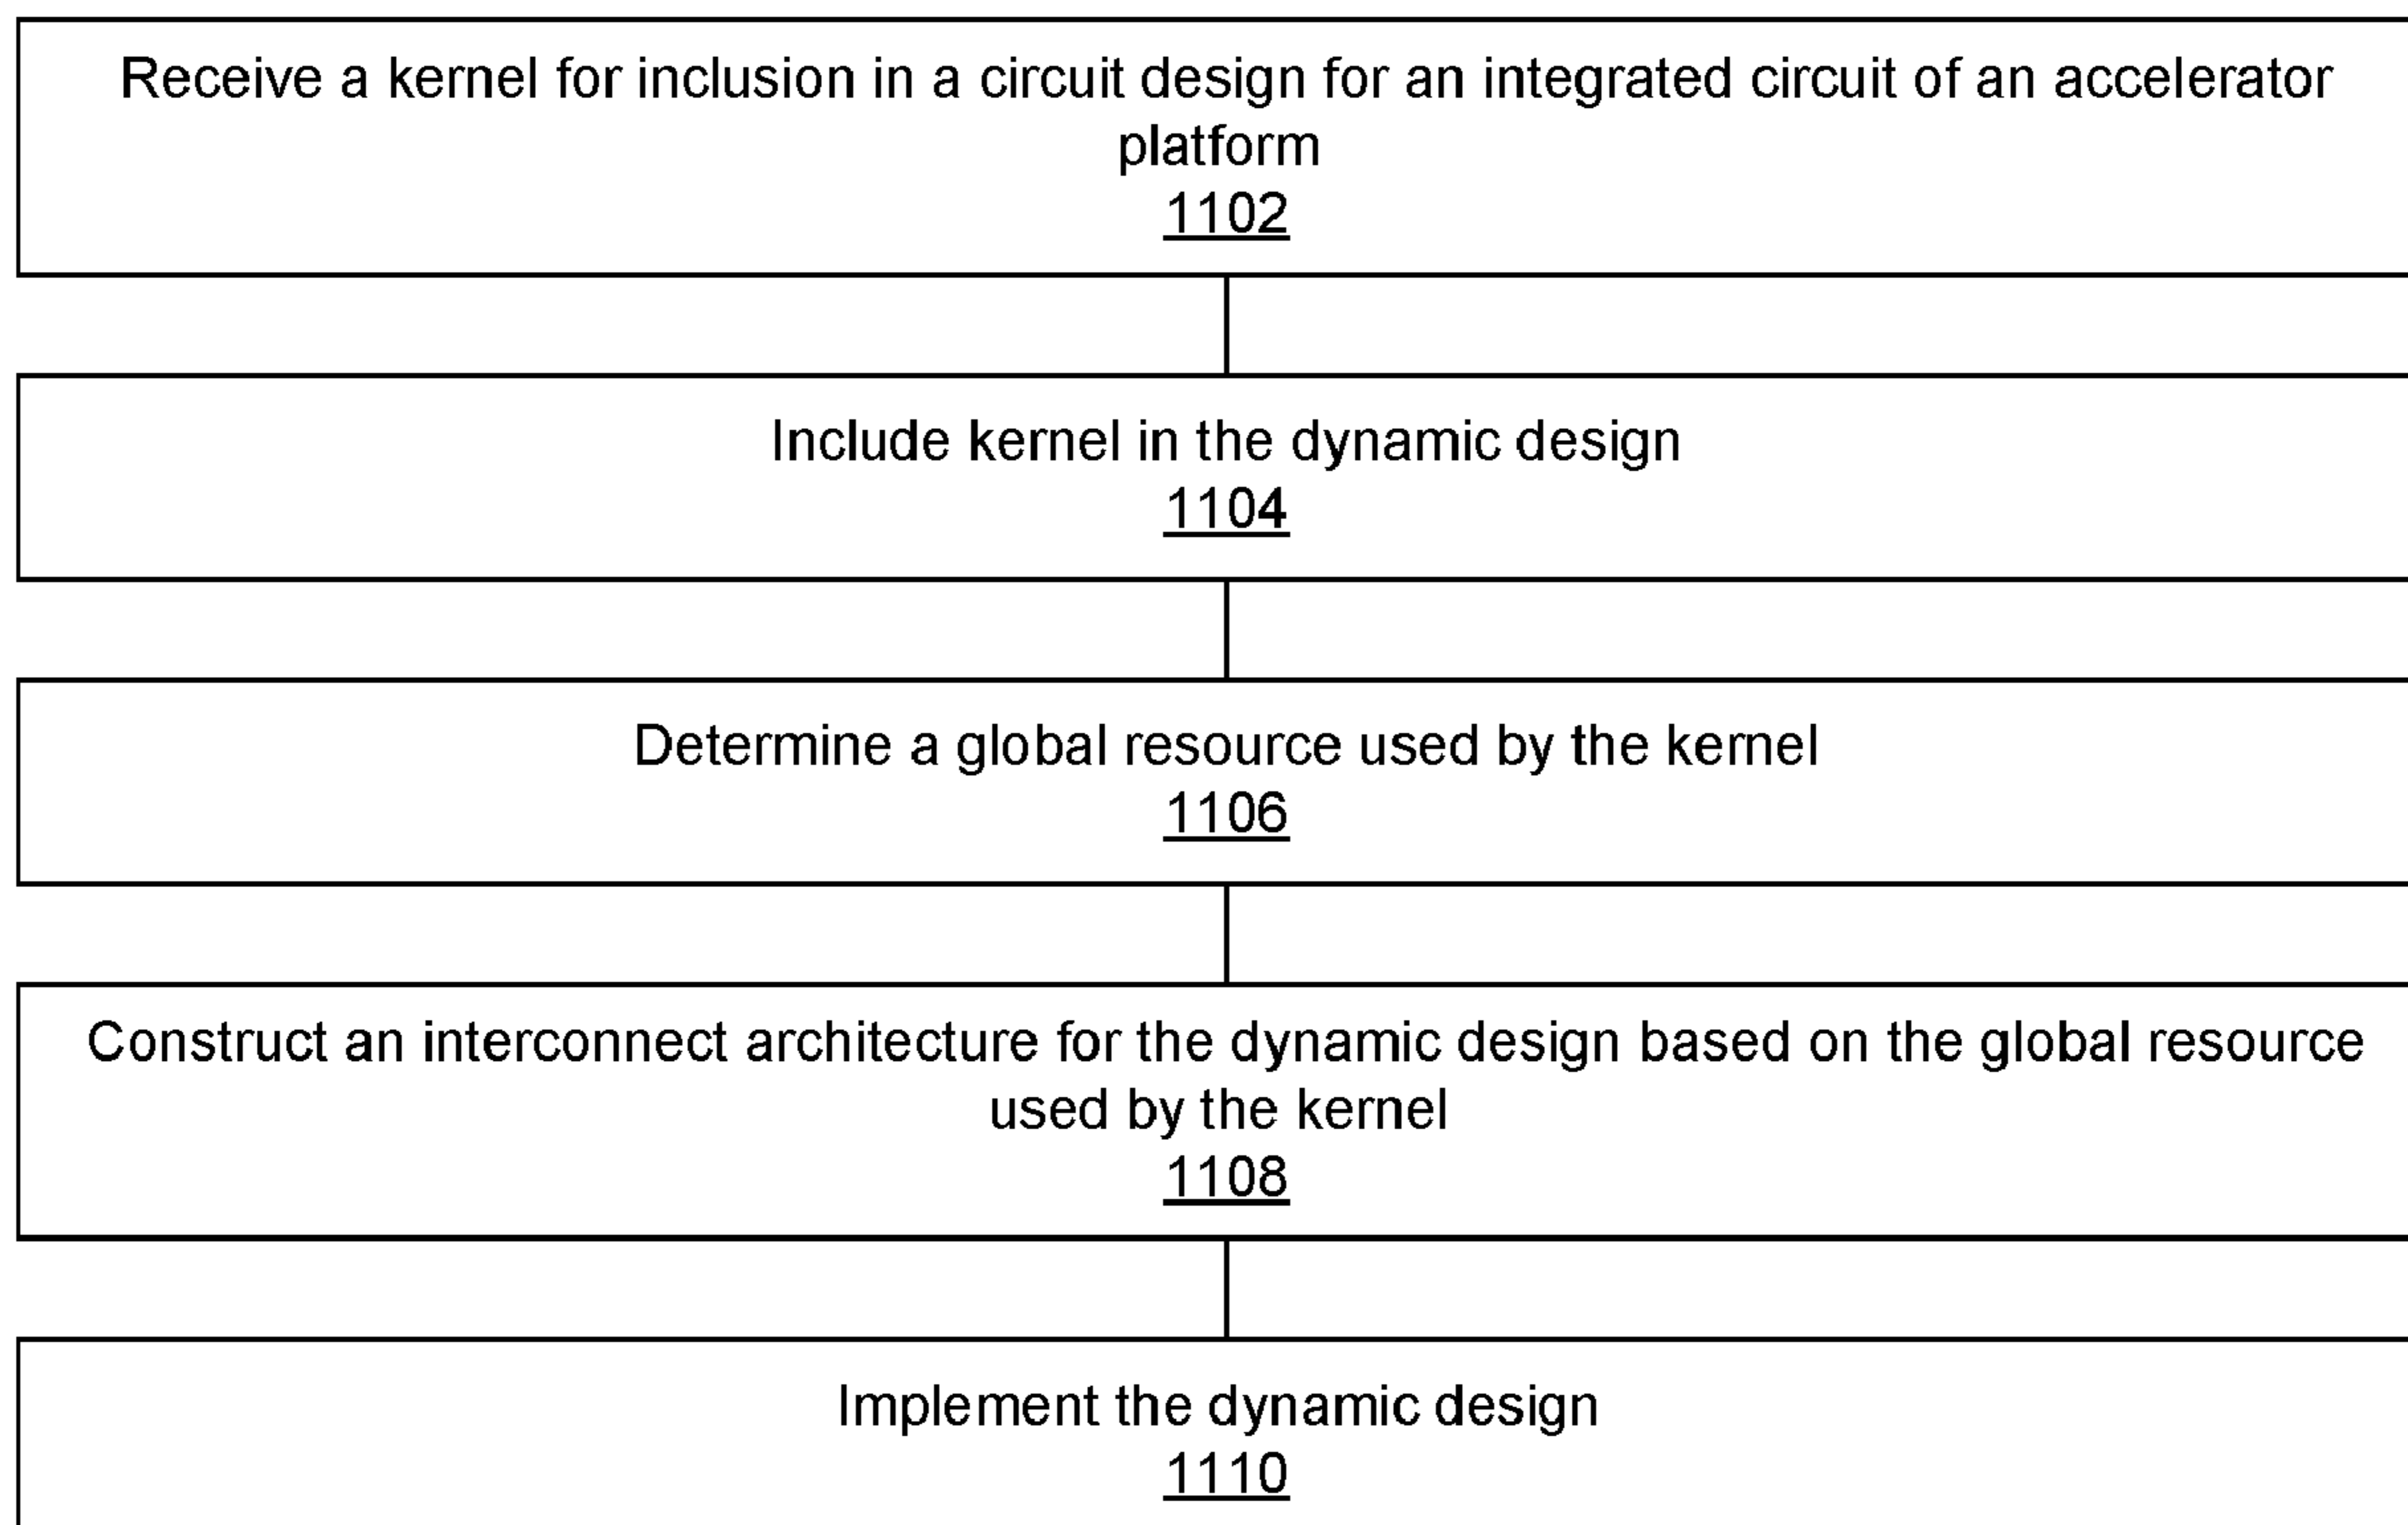 Receive a kernel for inclusion in a circuit design for an integrated circuit of an accelerator
platform
1102
Include kernel in the dynamic design
1104
Determine a global resource used by the kernel
1106
Construct an interconnect architecture for the dynamic design based on the global resource
used by the kernel
1108
Implement the dynamic design
1110